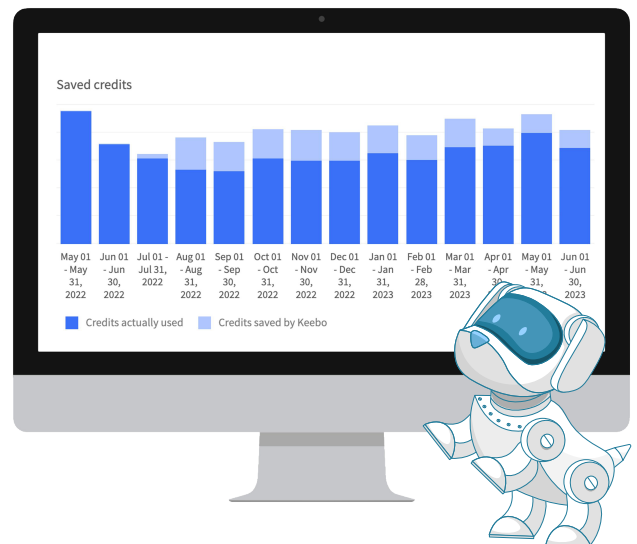 Saved credits
May 01 Jun 01 Jul 01 - Aug 01 Sep 01 Oct 01 Nov 01 Dec 01 Jan 01 Feb 01 Mar 01 Apr 01 May 01 Jun 01
- May - Jun Jul 31, - Aug - Sep - Oct - Nov - Dec - Jan - Feb - Mar - Apr - May - Jun
31, 30, 2022 31, 30, 31, 30, 31, 31, 28, 31, 30, 31, 30,
2022 2022 2022 2022 2022 2022 2022 2023 2023 2023 2023
Credits actually used Credits saved by Keebo